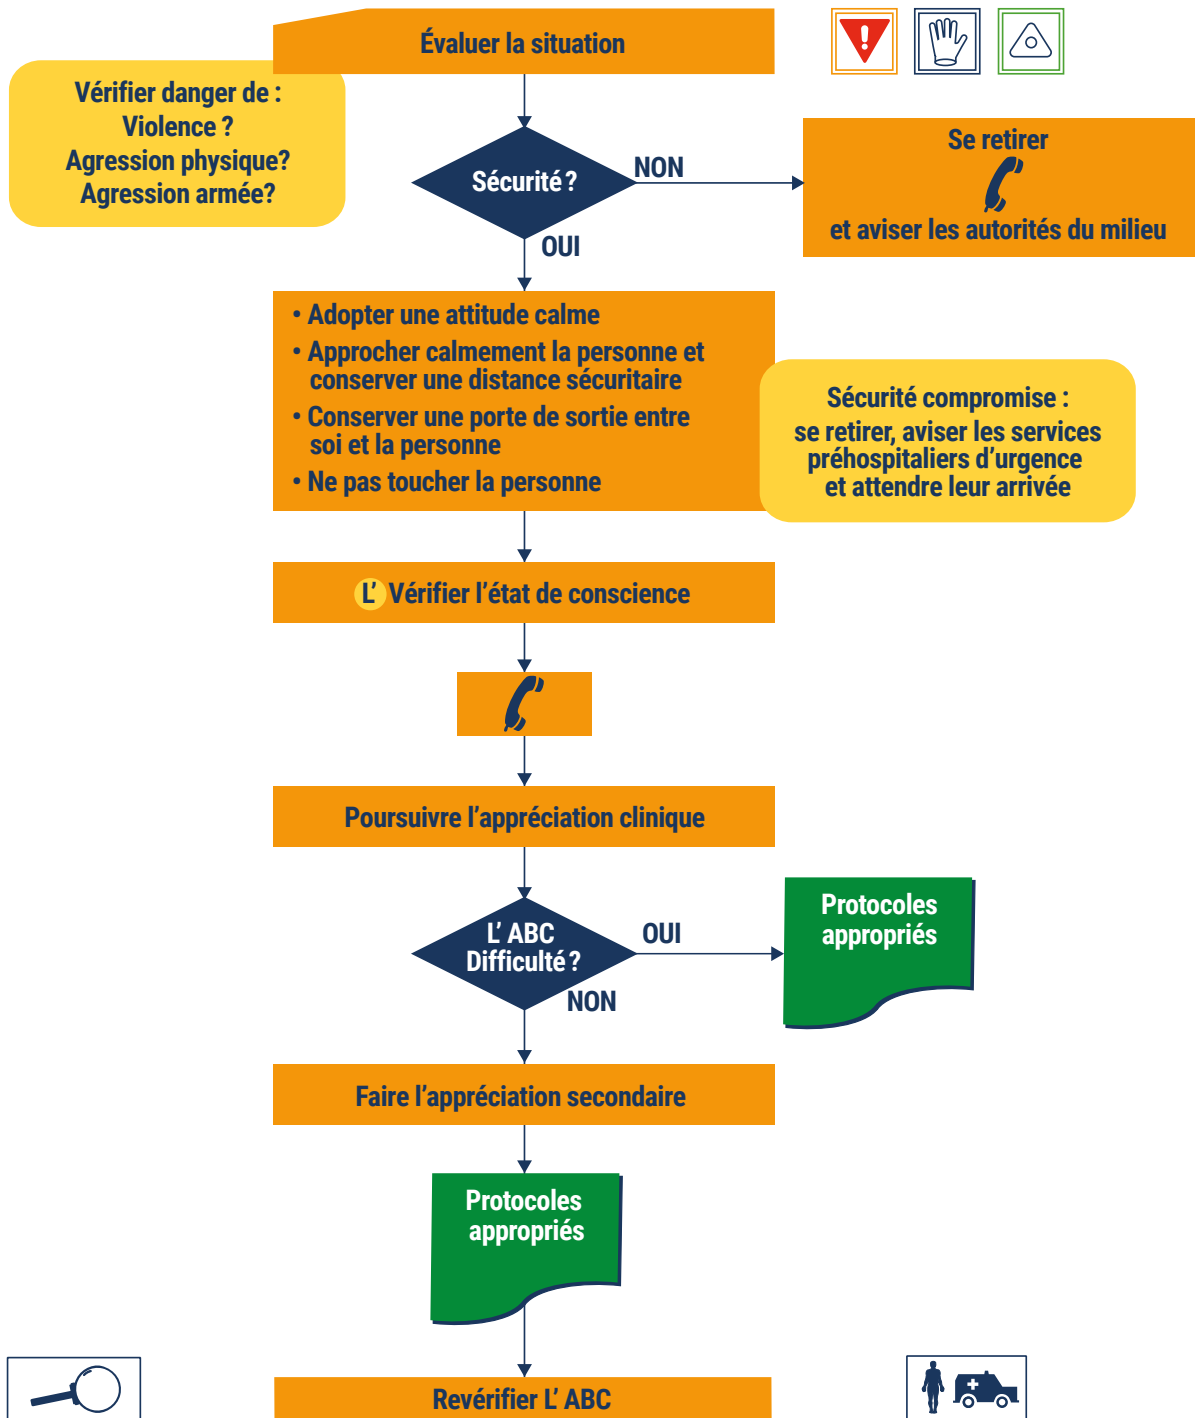 Évaluer la situation
Vérifier danger de :
Violence ?
Agression physique?
Agression armée?
Sécurité ?
NON
Se retirer
et aviser les autorités du milieu
OUI
• Adopter une attitude calme
• Approcher calmement la personne et
conserver une distance sécuritaire
• Conserver une porte de sortie entre
soi et la personne
• Ne pas toucher la personne
Sécurité compromise :
se retirer, aviser les services
préhospitaliers d’urgence
et attendre leur arrivée
L’ Vérifier l’état de conscience
Poursuivre l’appréciation clinique
L’ ABC
Difficulté ?
OUI
Protocoles
appropriés
NON
Faire l’appréciation secondaire
Protocoles
appropriés
Revérifier L’ ABC